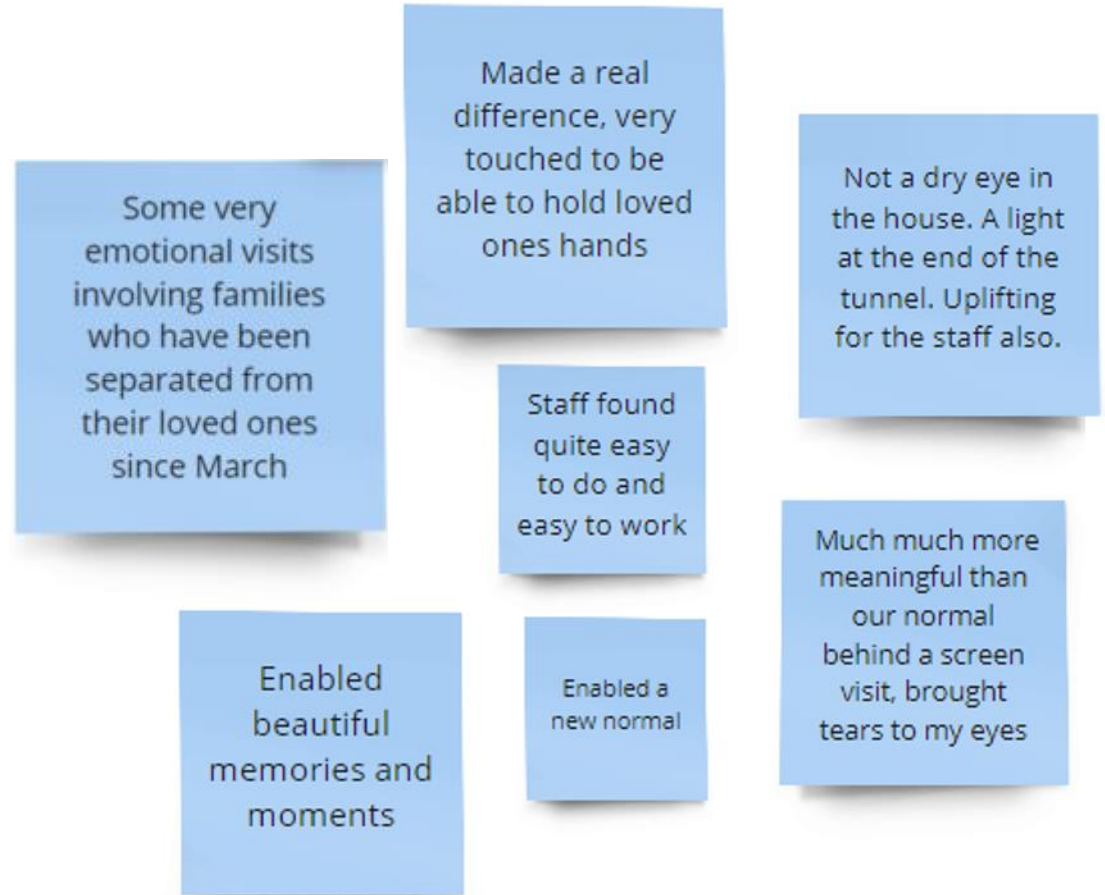 Made a real
difference, very
touched to be
able to hold loved
ones hands
Some very
emotional visits
involving families
who have been
separated from
their loved ones
since March
Not a dry eye in
the house. A light
at the end of the
tunnel. Uplifting
for the staff also.
Staff found
quite easy
to do and
easy to work
Much much more
meaningful than
our normal
behind a screen
visit, brought
tears to my eyes
Enabled
beautiful
memories and
moments
Enabled a
new normal